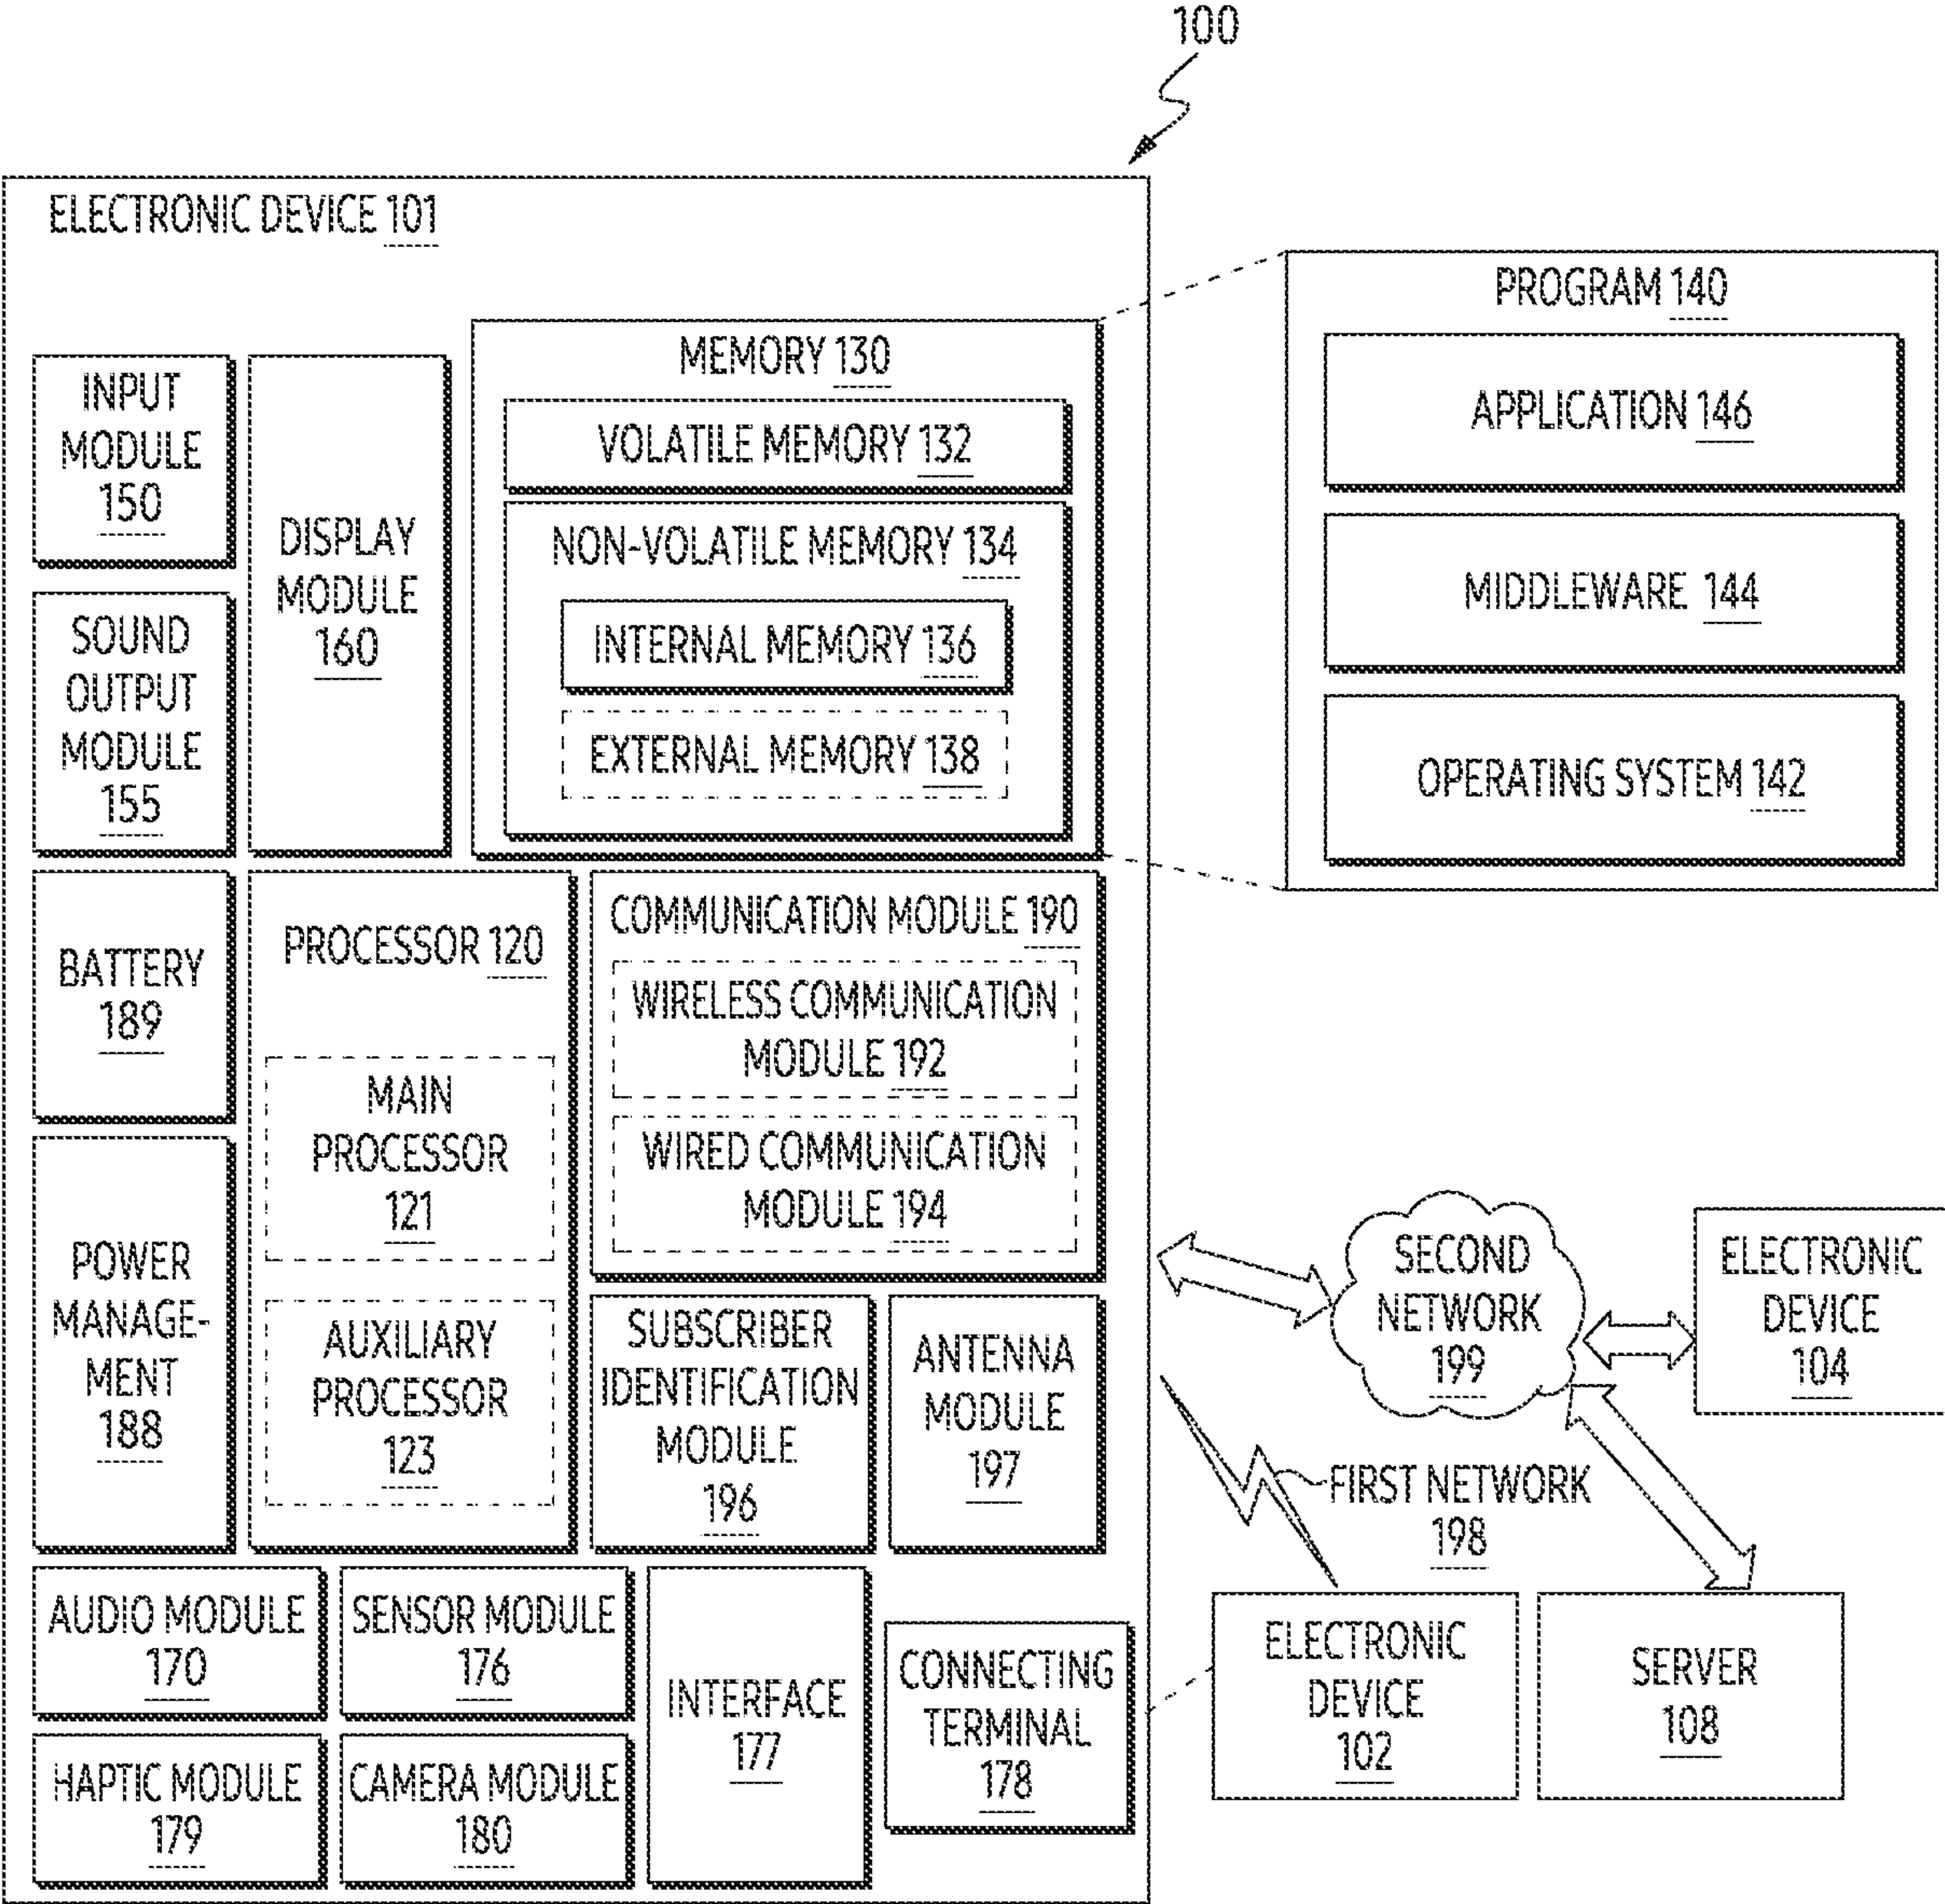 100
ELECTRONIC DEVICE 101
INPUT
MODULE
150
SOUND
OUTPUT
MODULE
155
DISPLAY
MODULE
160
MEMORY 130
VOLATILE MEMORY 132
NON-VOLATILE MEMORY 134
INTERNAL MEMORY 136
EXTERNAL MEMORY 138
PROGRAM 140
APPLICATION 146
MIDDLEWARE 144
OPERATING SYSTEM 142
BATTERY
189
POWER
MANAGE-
MENT
188
PROCESSOR 120
MAIN
PROCESSOR
121
AUXILIARY
PROCESSOR
123
COMMUNICATION MODULE 190
WIRELESS COMMUNICATION
MODULE 192
WIRED COMMUNICATION
MODULE 194
SUBSCRIBER
IDENTIFICATION
MODULE
196
ANTENNA
MODULE
197
AUDIO MODULE
170
SENSOR MODULE
176
HAPTIC MODULE
179
CAMERA MODULE
180
INTERFACE
177
CONNECTING
TERMINAL
178
SECOND
NETWORK
199
ELECTRONIC
DEVICE
104
FIRST NETWORK
198
ELECTRONIC
DEVICE
102
SERVER
108